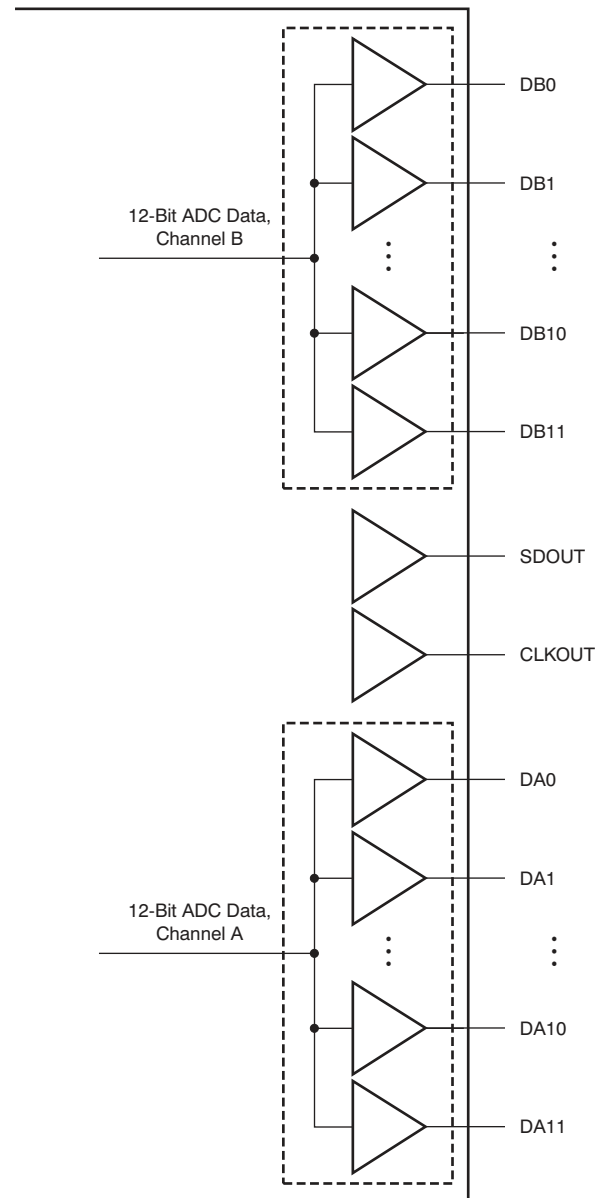 DB0
DB1
12-Bit ADC Data,
Channel B
DB10
DB11
SDOUT
CLKOUT
DA0
DA1
12-Bit ADC Data,
Channel A
DA10
DA11